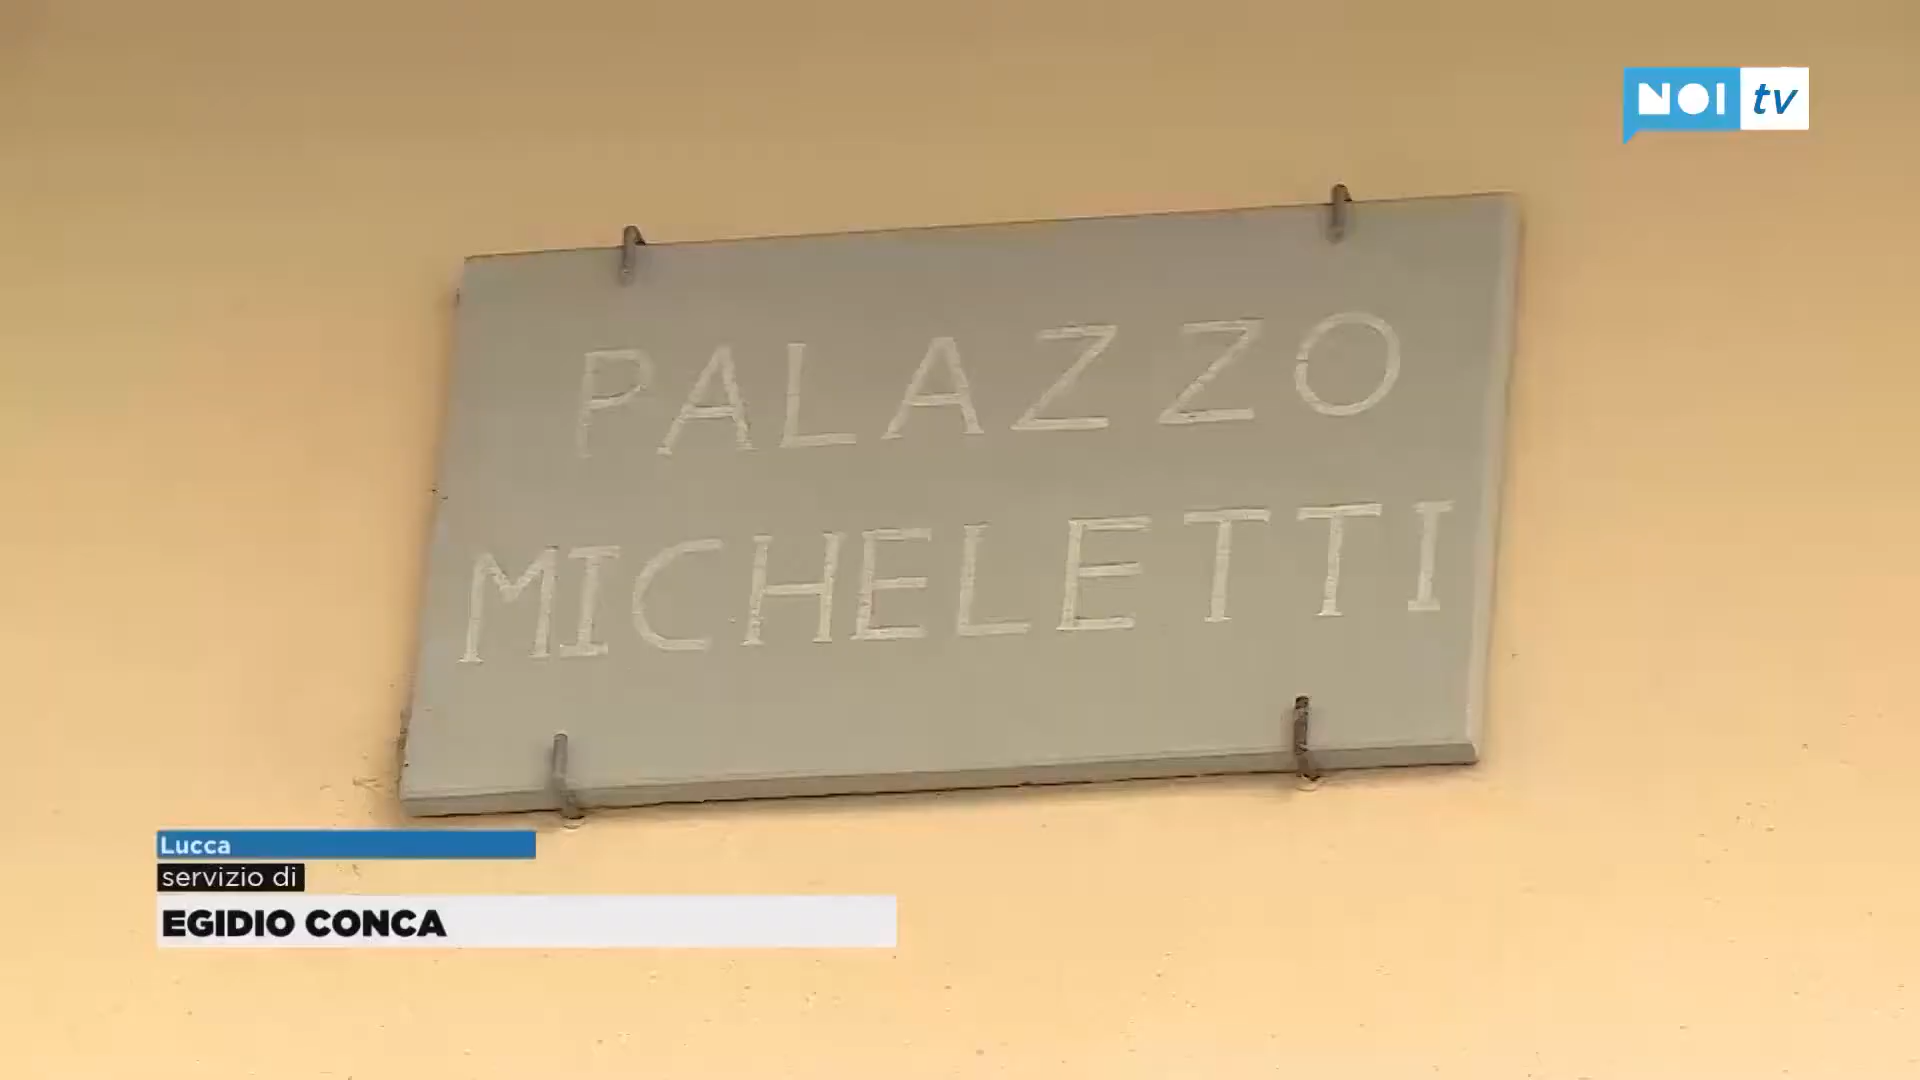 NOI tv
PALAZZO
MICHELETTI
Lucca
servizio di
EGIDIO CONCA